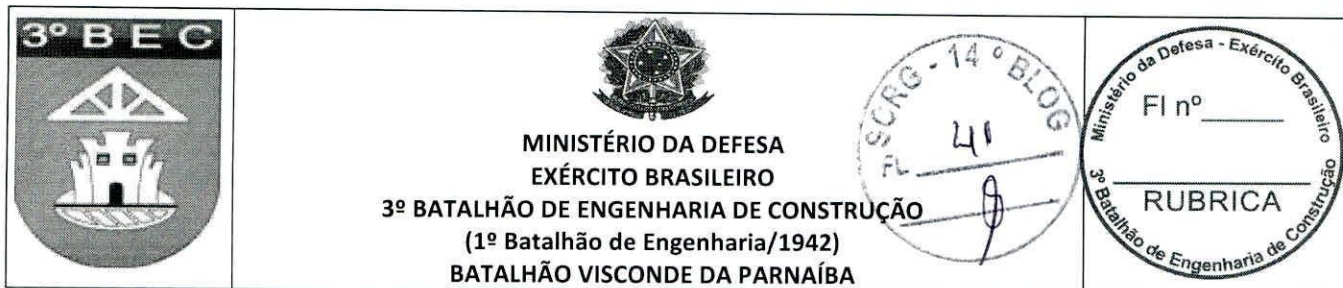 3º B E C
MINISTÉRIO DA DEFESA
EXÉRCITO BRASILEIRO
3º BATALHÃO DE ENGENHARIA DE CONSTRUÇÃO
(1º Batalhão de Engenharia/1942)
BATALHÃO VISCONDE DA PARNAÍBA
SCRG - 14º BLOG
FL 41
Ministério da Defesa - Exército Brasileiro
Fl nº______
RUBRICA
3º Batalhão de Engenharia de Construção